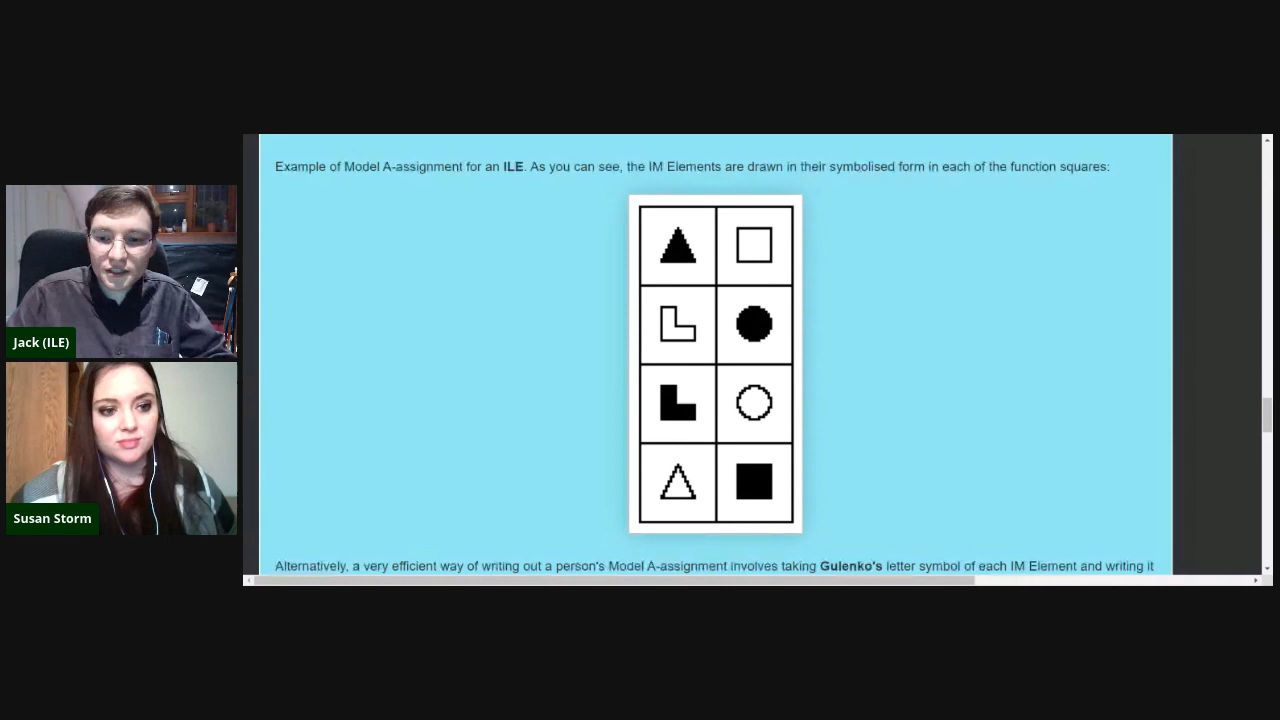 Example of Model A-assignment for an ILE. As you can see, the IM Elements are drawn in their symbolised form in each of the function squares:
Jack (ILE)
Susan Storm
Alternatively, a very efficient way of writing out a person's Model A-assignment involves taking Gulenko's letter symbol of each IM Element and writing it